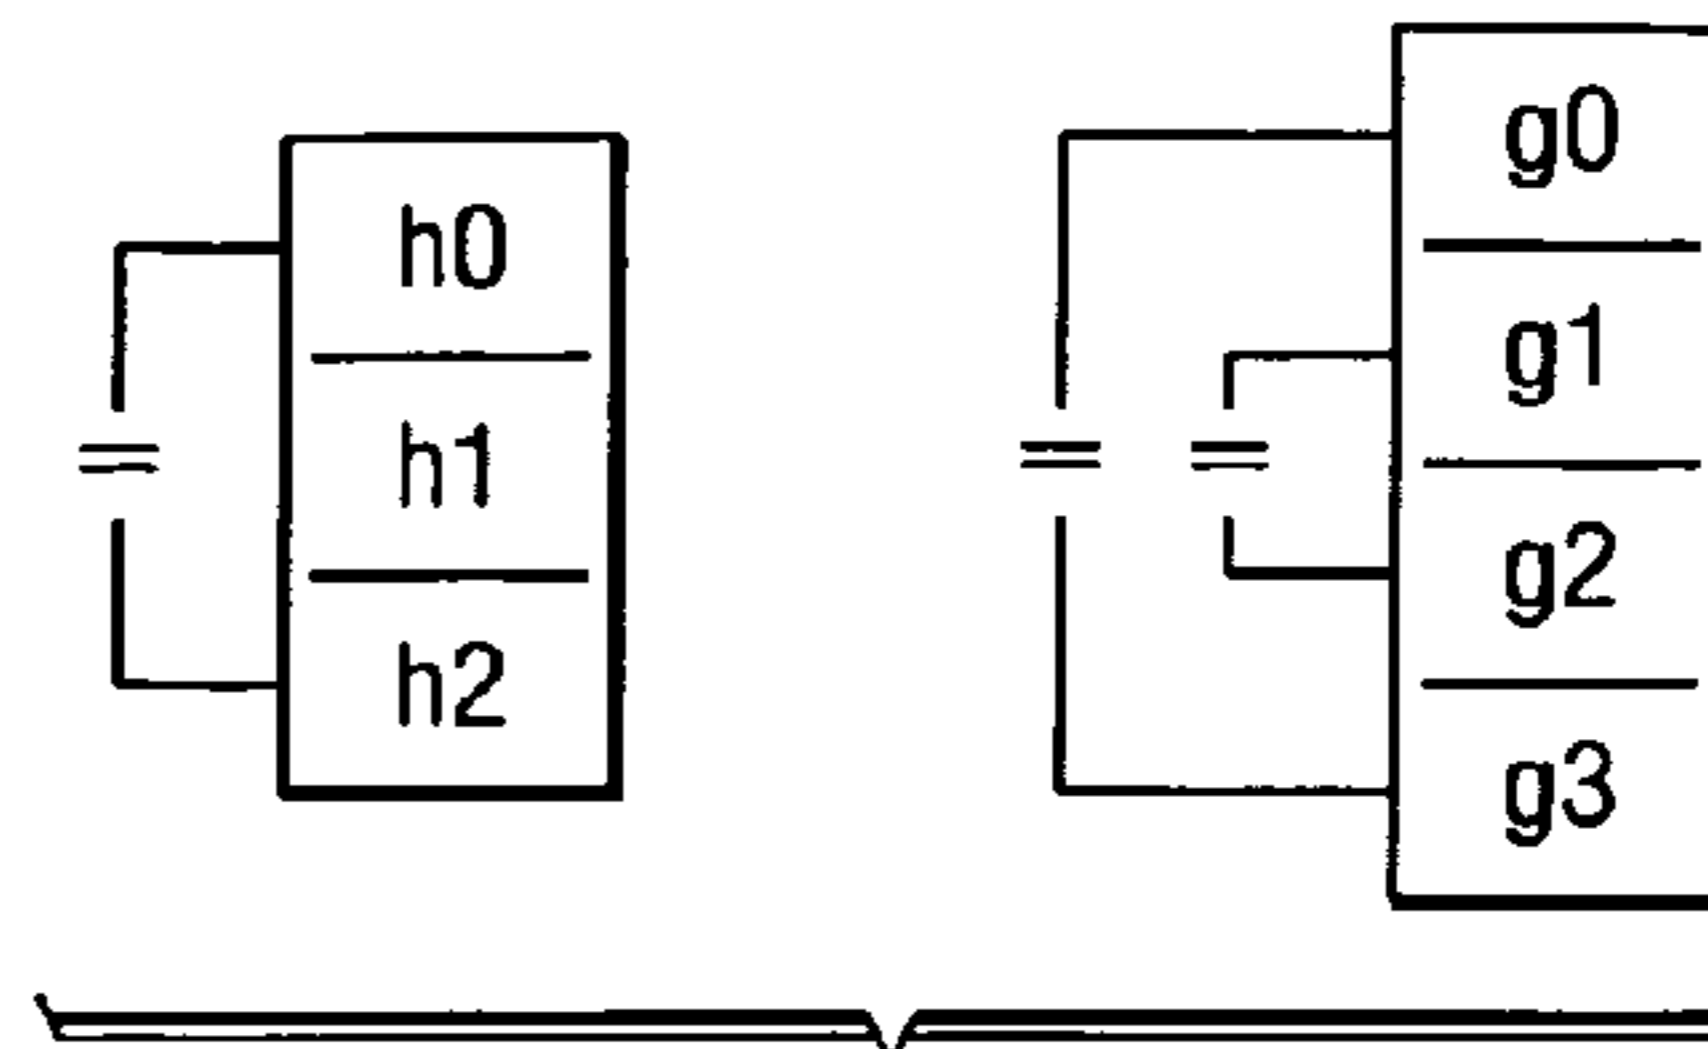 h0
h1
h2
=
g0
g1
g2
g3
=
=